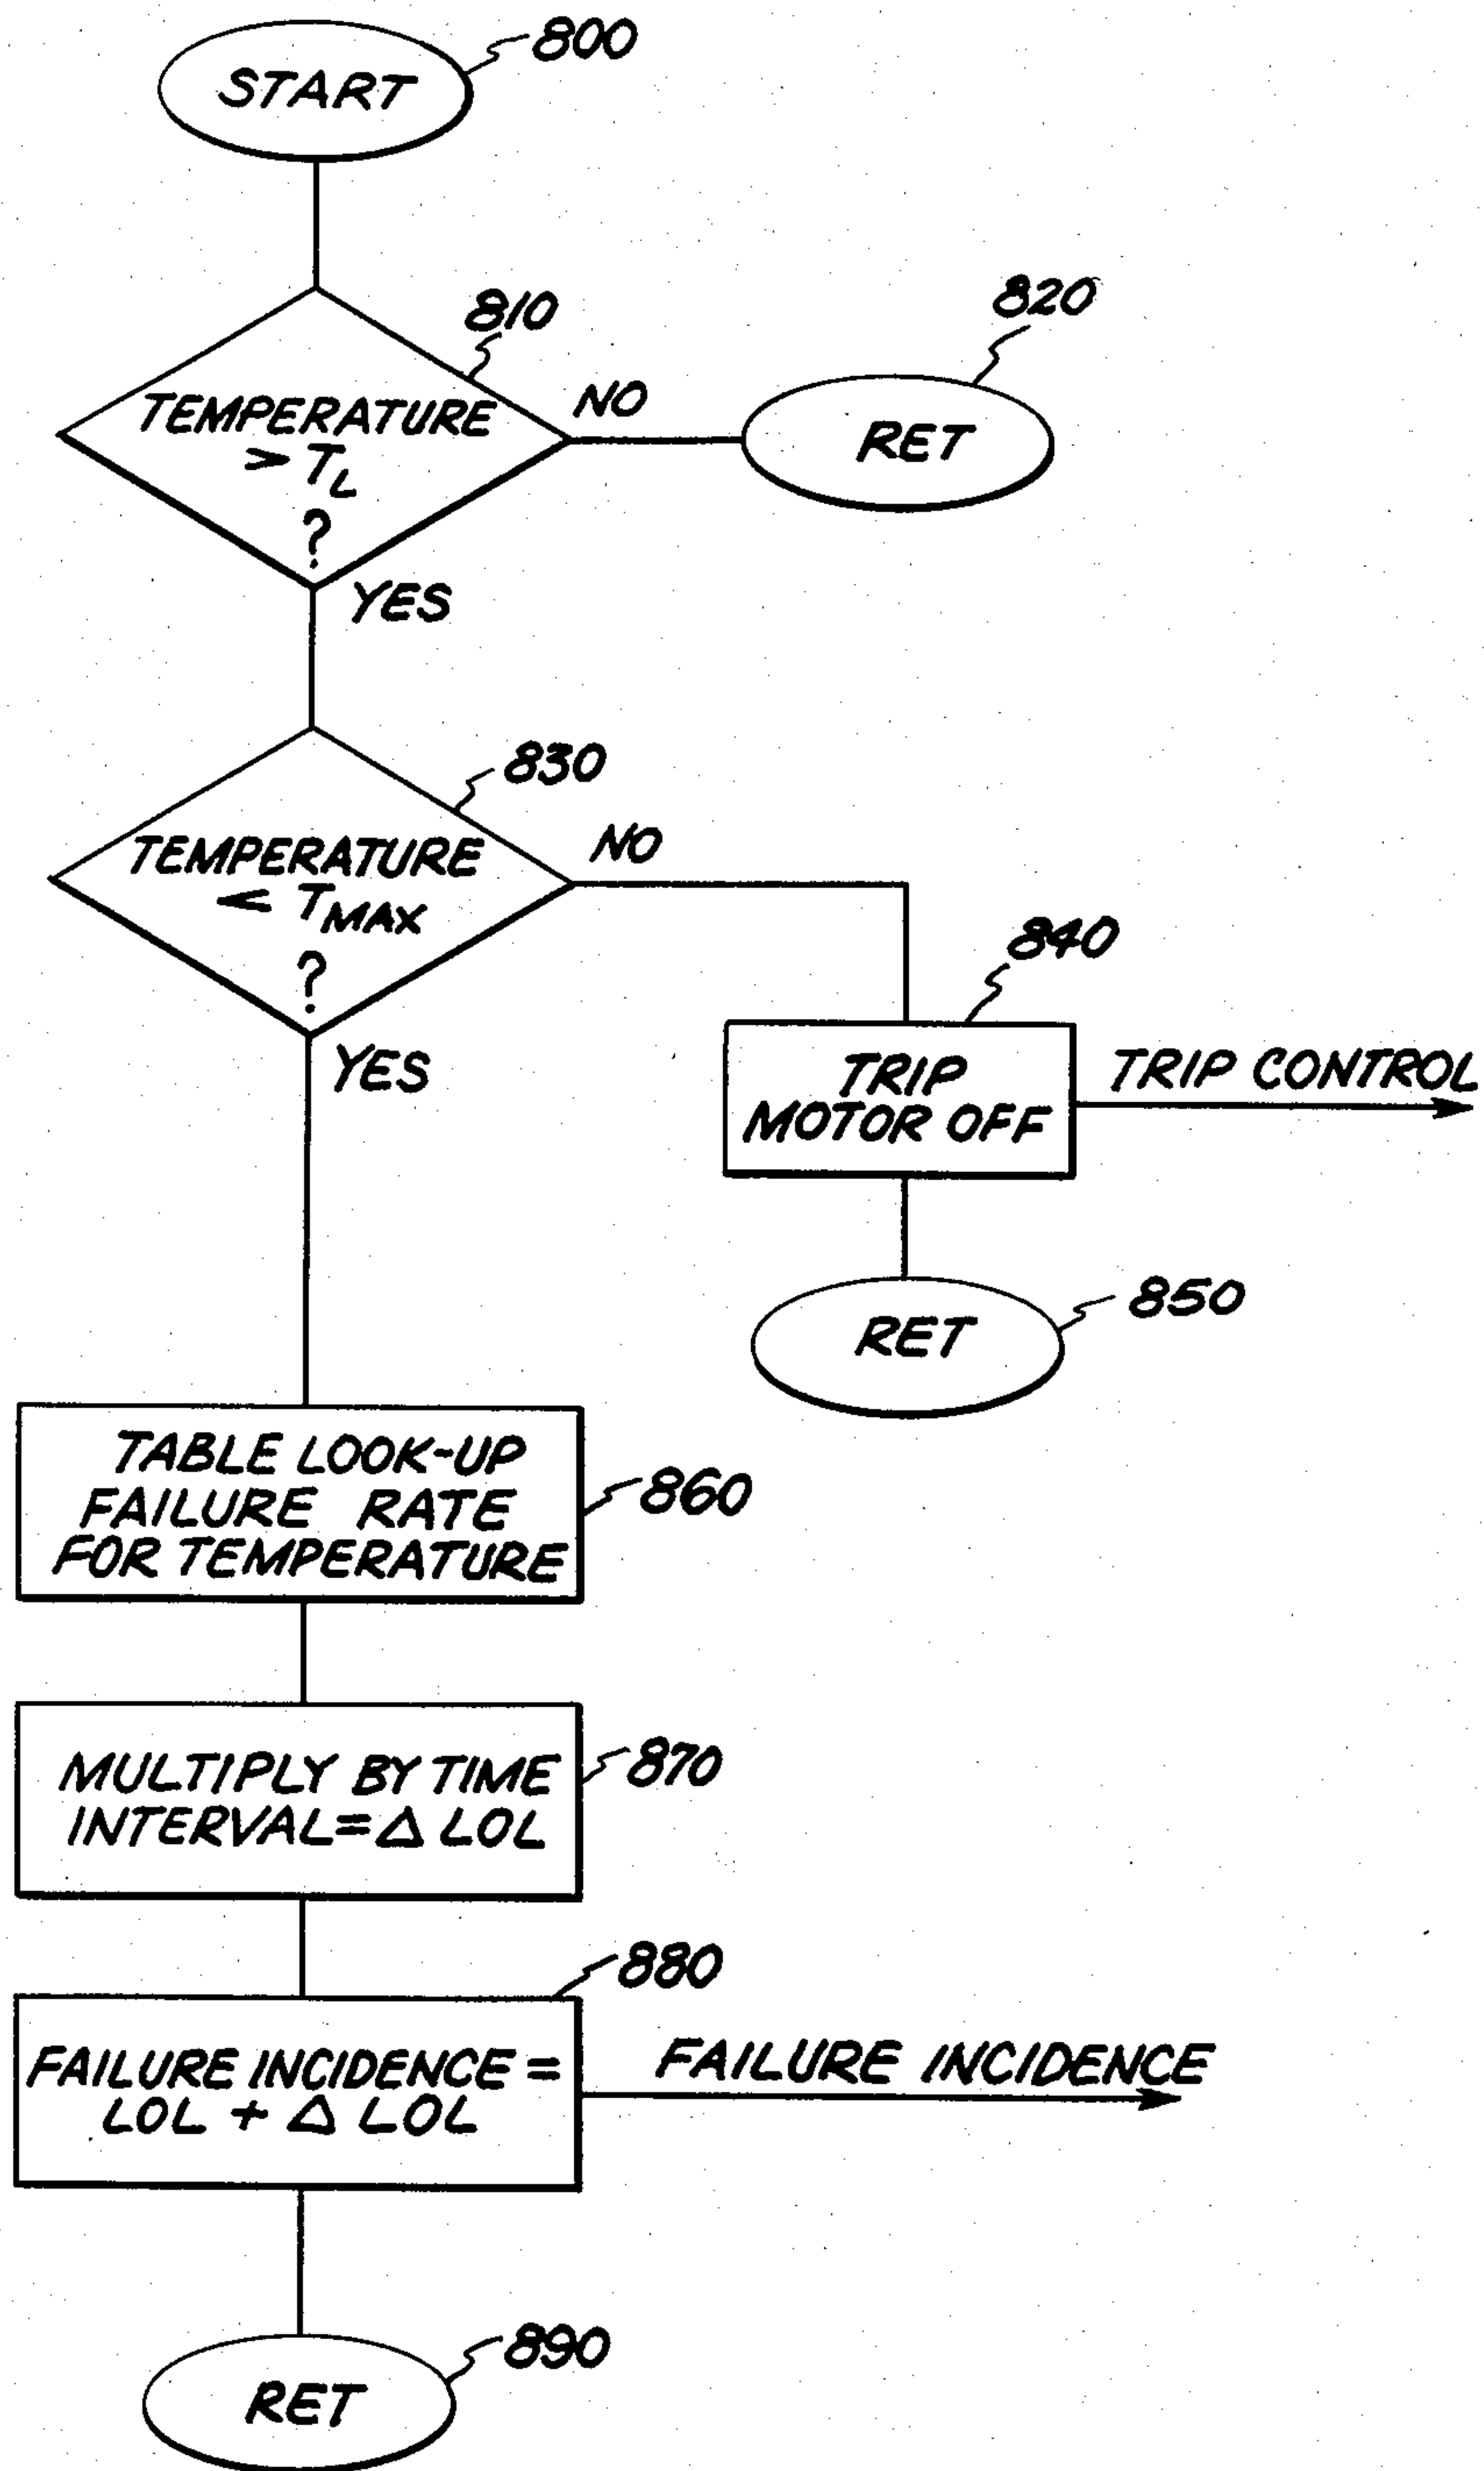 800
START
810
TEMPERATURE
> TL
?
NO
820
RET
YES
830
TEMPERATURE
< TMAX
?
NO
840
TRIP
MOTOR OFF
TRIP CONTROL
YES
850
RET
TABLE LOOK-UP
FAILURE RATE
FOR TEMPERATURE
860
MULTIPLY BY TIME
INTERVAL=Δ LOL
870
880
FAILURE INCIDENCE =
LOL + Δ LOL
FAILURE INCIDENCE
890
RET